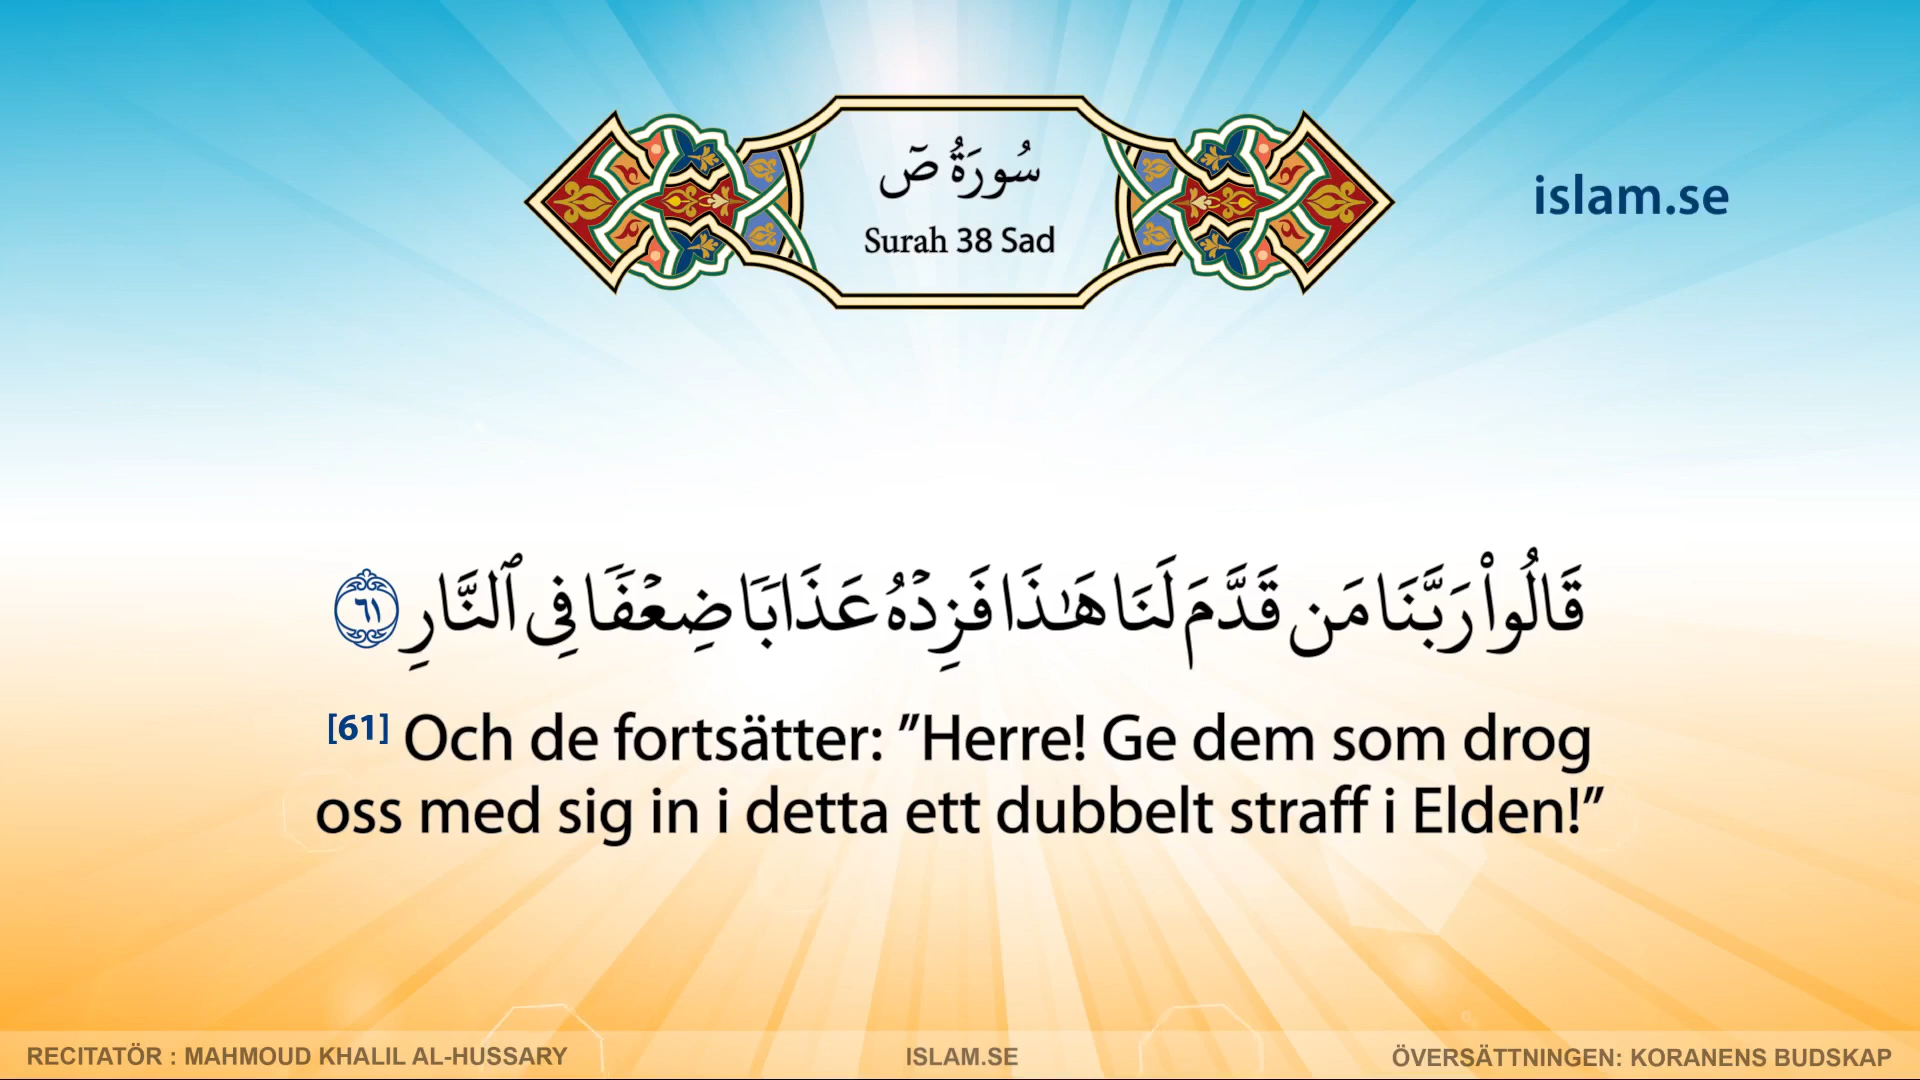 سُورَةُ صٓ
Surah 38 Sad
islam.se
قَالُوا۟ رَبَّنَا مَن قَدَّمَ لَنَا هَـٰذَا فَزِدْهُ عَذَابًا ضِعْفًا فِى ٱلنَّارِ ٦١
[61] Och de fortsätter: ”Herre! Ge dem som drog
oss med sig in i detta ett dubbelt straff i Elden!”
RECITATÖR : MAHMOUD KHALIL AL-HUSSARY
ISLAM.SE
ÖVERSÄTTNINGEN: KORANENS BUDSKAP